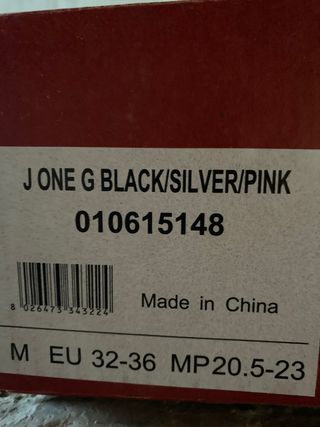 J ONE G BLACK/SILVER/PINK
010615148
8 026473 343224
Made in China
M EU 32-36 MP20.5-23